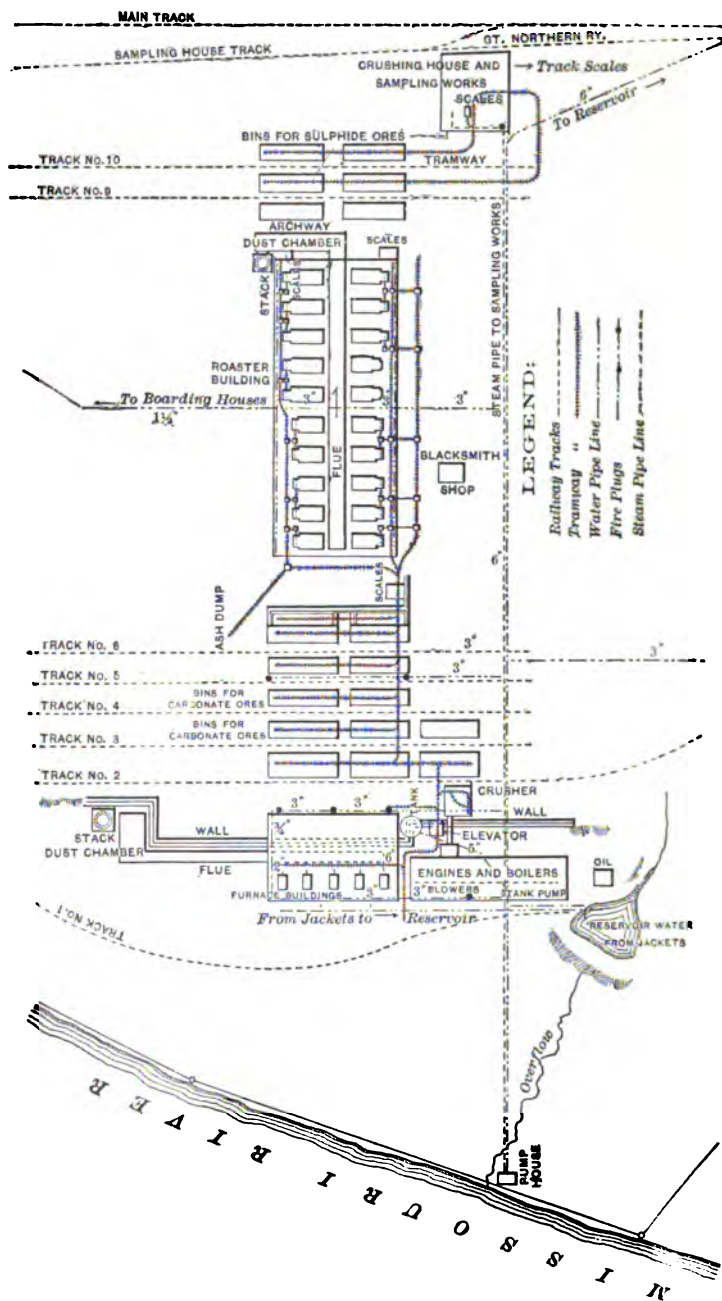 MAIN TRACK
GT. NORTHERN RY.
SAMPLING HOUSE TRACK
CRUSHING HOUSE AND
SAMPLING WORKS
SCALES
→ Track Scales
6"
To Reservoir →
BINS FOR SULPHIDE ORES
TRACK No. 10
TRAMWAY
TRACK No. 9
ARCHWAY
DUST CHAMBER
SCALES
STACK
SCALES
STEAM PIPE TO SAMPLING WORKS
ROASTER
BUILDING
To Boarding Houses
1½"
3"
3"
FLUE
BLACKSMITH
SHOP
LEGEND:
Railway Tracks
Tramway "
Water Pipe Line
Fire Plugs
Steam Pipe Line
6"
ASH DUMP
SCALES
TRACK No. 6
3"
3"
TRACK No. 5
3"
TRACK No. 4
BINS FOR
CARBONATE ORES
TRACK No. 3
BINS FOR
CARBONATE ORES
TRACK No. 2
STACK
DUST CHAMBER
WALL
FLUE
3"
3"
TANK
CRUSHER
WALL
ELEVATOR
5"
6"
ENGINES AND BOILERS
3"
BLOWERS
TANK PUMP
OIL
FURNACE BUILDINGS
3"
From Jackets to → Reservoir
RESERVOIR WATER
FROM JACKETS
TRACK No. 1
Overflow
PUMP
HOUSE
MISSOURI RIVER